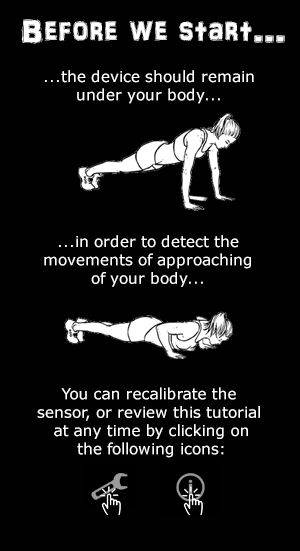 Before we start...
...the device should remain
under your body...
...in order to detect the
movements of approaching
of your body...
You can recalibrate the
sensor, or review this tutorial
at any time by clicking on
the following icons: